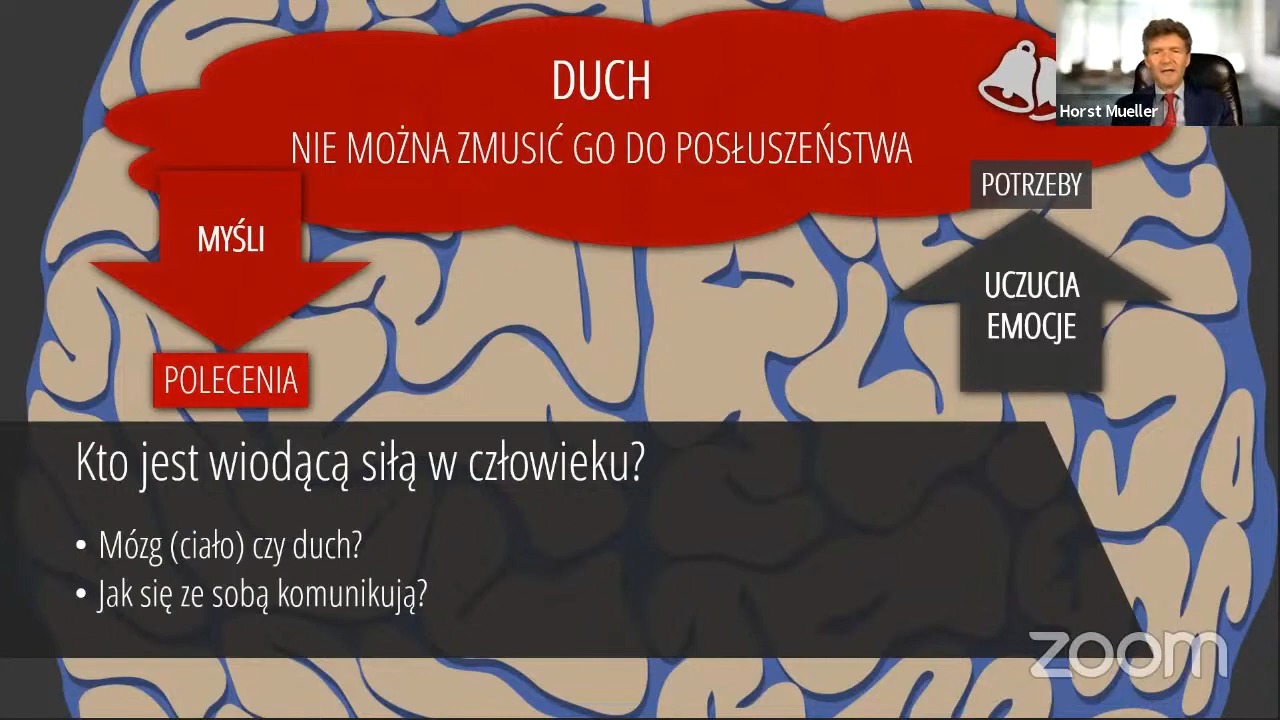 DUCH
NIE MOŻNA ZMUSIĆ GO DO POSŁUSZEŃSTWA
Horst Mueller
POTRZEBY
MYŚLI
UCZUCIA
EMOCJE
POLECENIA
Kto jest wiodącą siłą w człowieku?
• Mózg (ciało) czy duch?
• Jak się ze sobą komunikują?
zoom